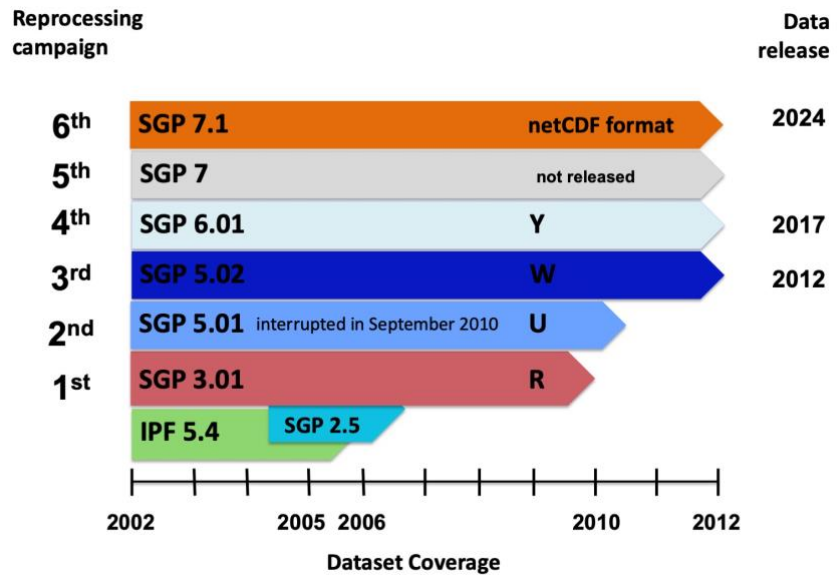 Reprocessing
campaign
Data
release
6th SGP 7.1 netCDF format 2024
5th SGP 7 not released
4th SGP 6.01 Y 2017
3rd SGP 5.02 W 2012
2nd SGP 5.01 interrupted in September 2010 U
1st SGP 3.01 R
IPF 5.4 SGP 2.5
2002 2005 2006 2010 2012
Dataset Coverage